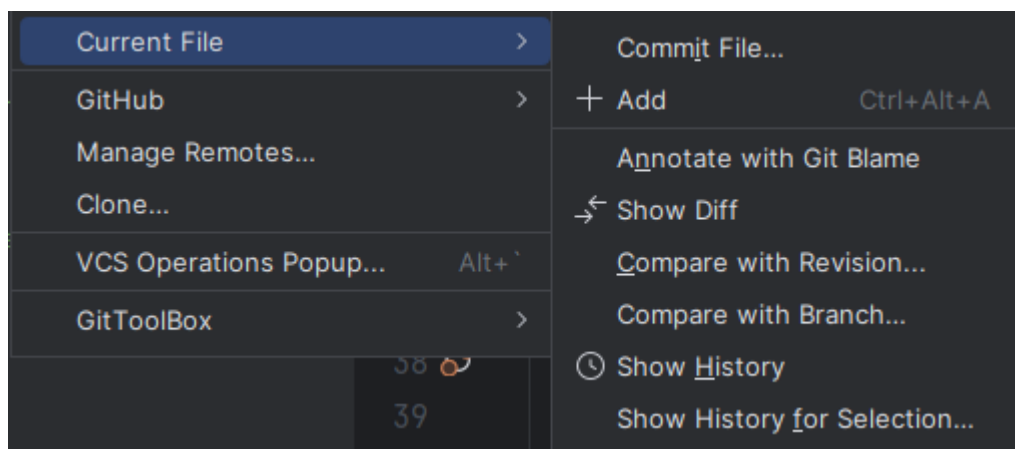 Current File
GitHub
Manage Remotes...
Clone...
VCS Operations Popup... Alt+`
GitToolBox
38
39
Commit File...
Add Ctrl+Alt+A
Annotate with Git Blame
Show Diff
Compare with Revision...
Compare with Branch...
Show History
Show History for Selection...